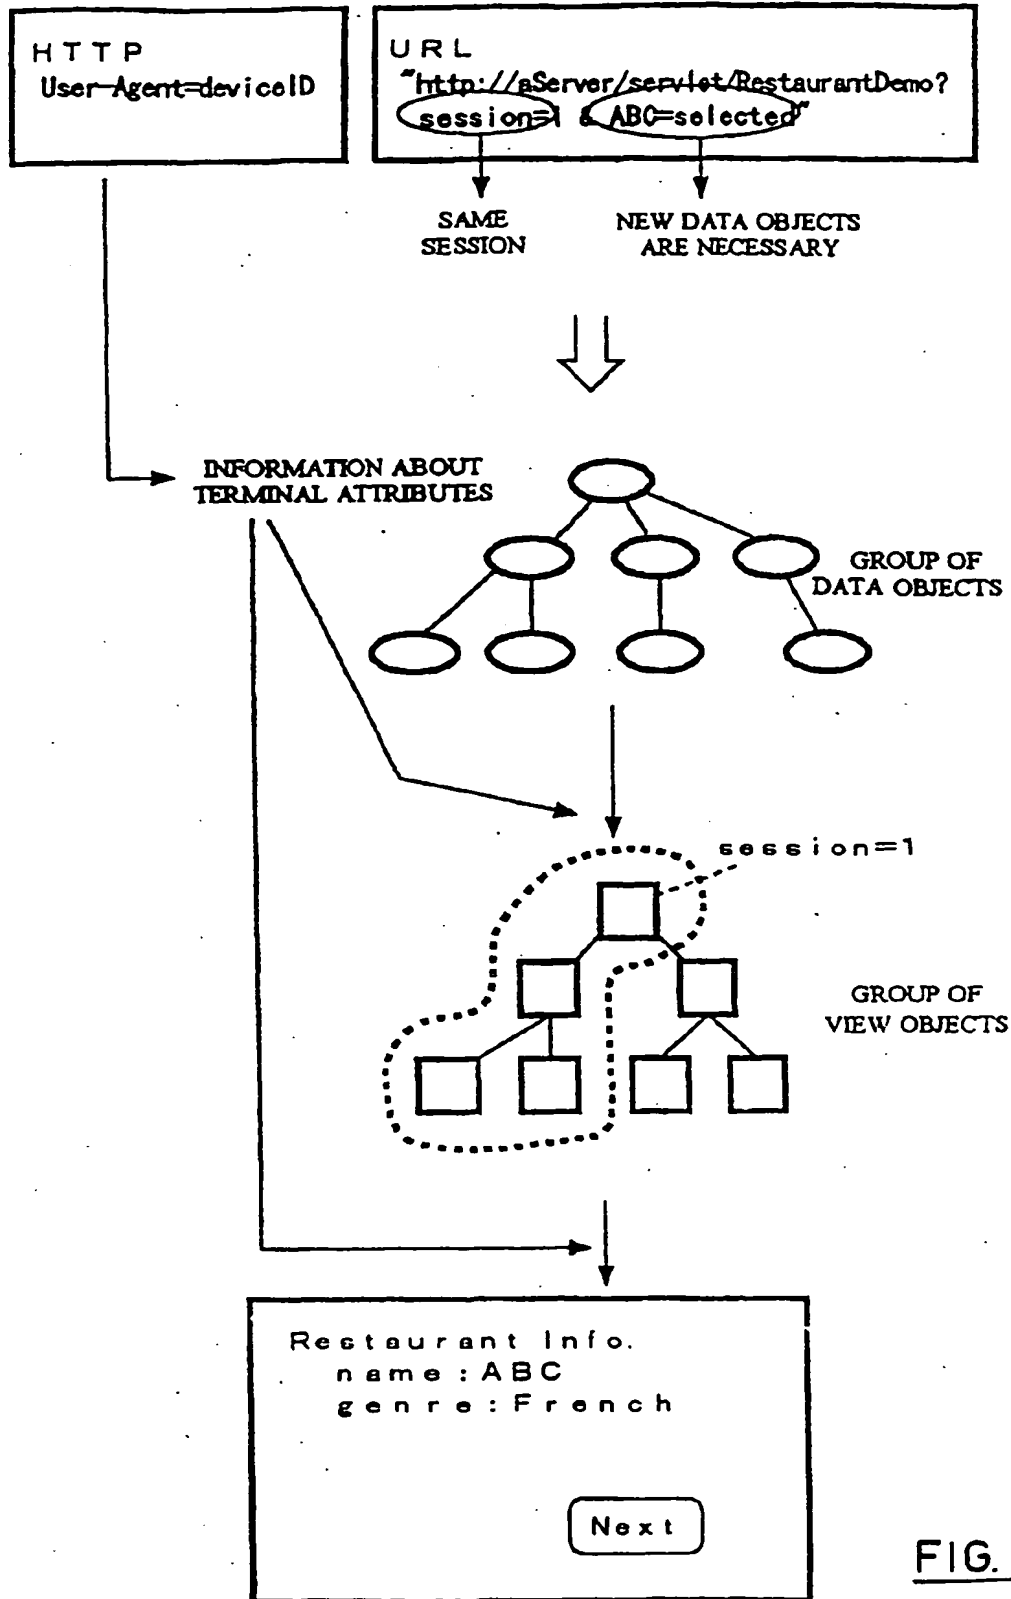 HTTP
User-Agent=deviceID
URL
"http://aServer/servlet/RestaurantDemo?
session=1 & ABC=selected"
SAME
SESSION
NEW DATA OBJECTS
ARE NECESSARY
INFORMATION ABOUT
TERMINAL ATTRIBUTES
GROUP OF
DATA OBJECTS
session=1
GROUP OF
VIEW OBJECTS
Restaurant Info.
name:ABC
genre:French
Next
FIG.